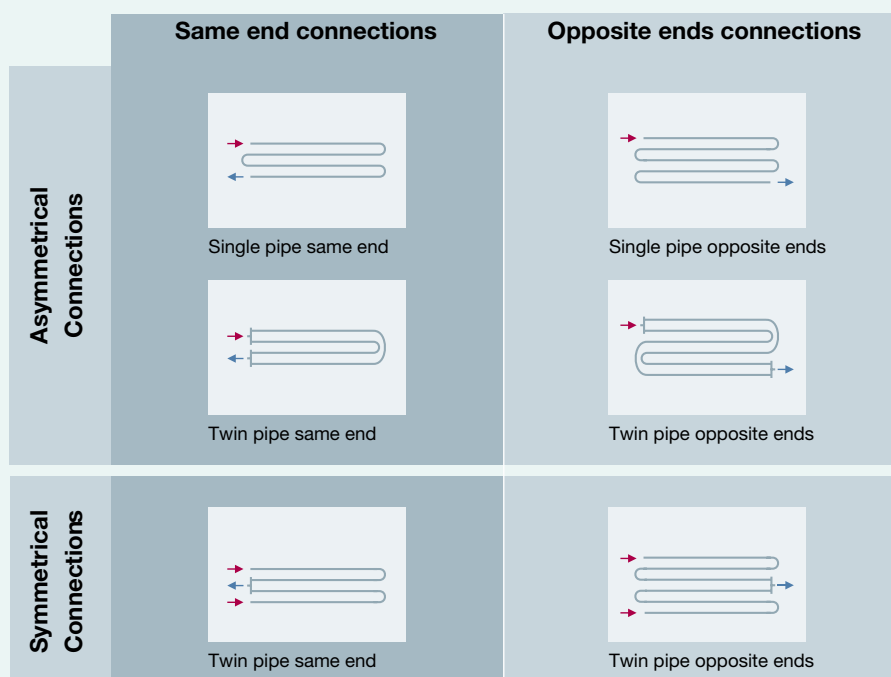 Same end connections
Opposite ends connections
Asymmetrical
Connections
Single pipe same end
Single pipe opposite ends
Twin pipe same end
Twin pipe opposite ends
Symmetrical
Connections
Twin pipe same end
Twin pipe opposite ends